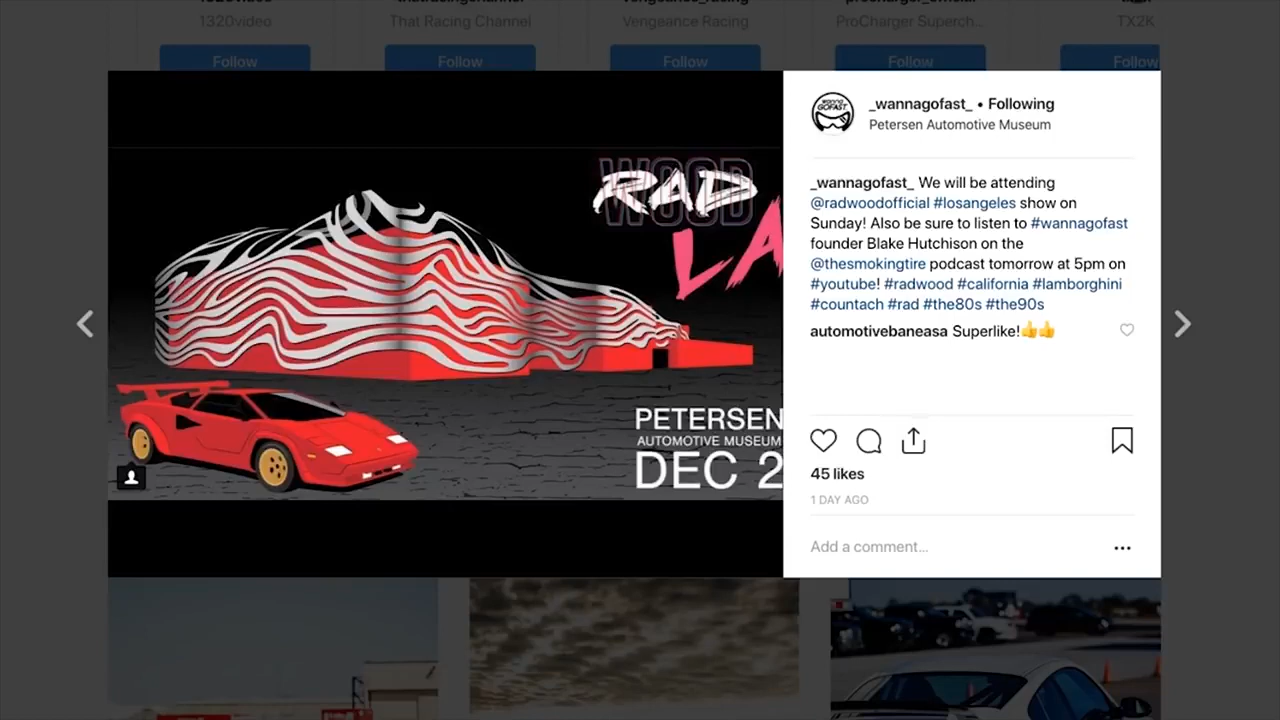 1320video
That Racing Channel
Vengeance Racing
ProCharger Superch...
TX2K
Follow
Follow
Follow
Follow
Follow
WOOD
RAD
LA
PETERSEN
AUTOMOTIVE MUSEUM
DEC 2
_wannagofast_ • Following
Petersen Automotive Museum
_wannagofast_ We will be attending
@radwoodofficial #losangeles show on
Sunday! Also be sure to listen to #wannagofast
founder Blake Hutchison on the
@thesmokingtire podcast tomorrow at 5pm on
#youtube! #radwood #california #lamborghini
#countach #rad #the80s #the90s
automotivebaneasa Superlike!👍👍
45 likes
1 DAY AGO
Add a comment...